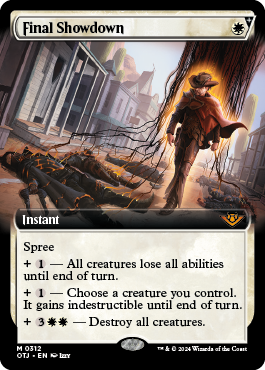 Final Showdown
Instant
Spree
+ 1 — All creatures lose all abilities
until end of turn.
+ 1 — Choose a creature you control.
It gains indestructible until end of turn.
+ 3 — Destroy all creatures.
M 0312
OTJ • EN Izzy
™ & © 2024 Wizards of the Coast